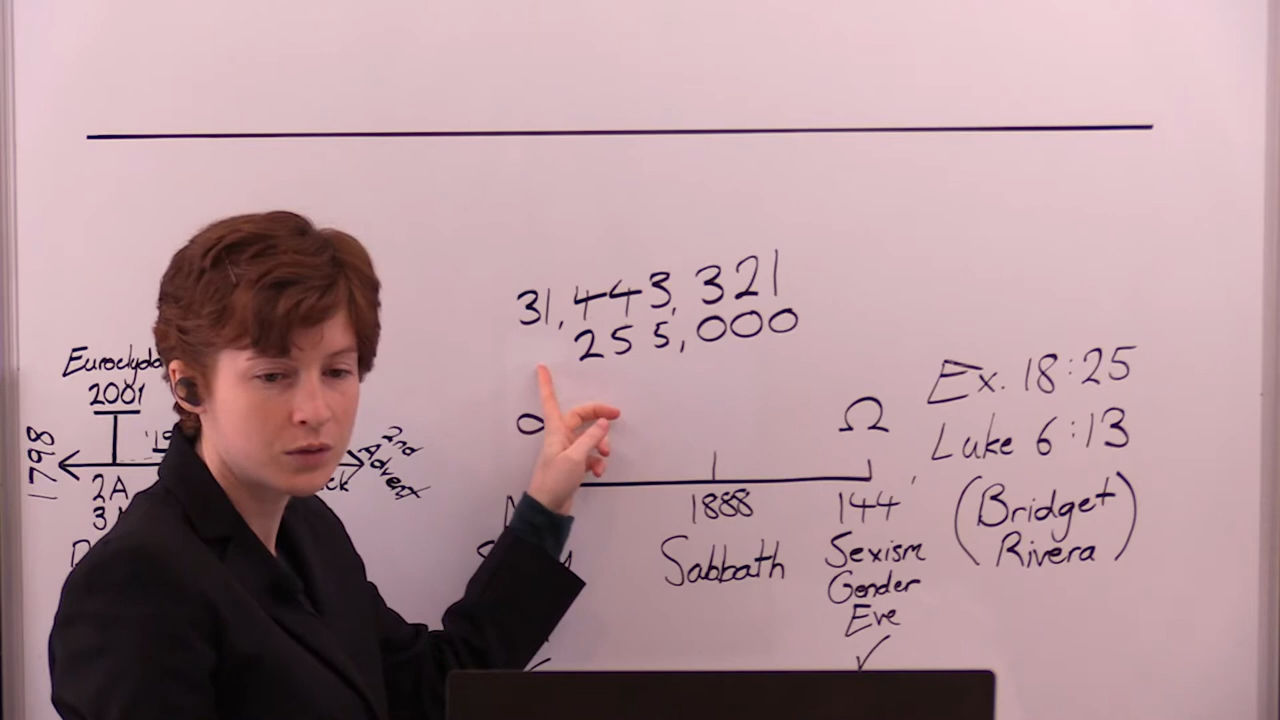 31,443,321
255,000
Euroclydo
2001
1798
2nd
Advent
2A
Ω
1888
144
Sabbath
Sexism
Gender
Eve
Ex. 18:25
Luke 6:13
(Bridget
Rivera)